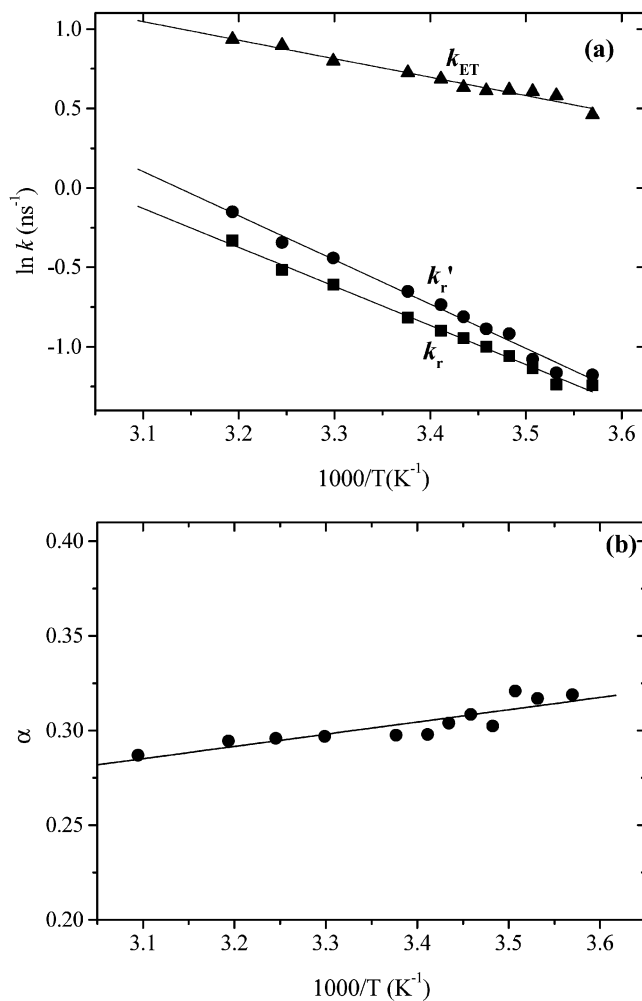 (a)
1.0
k_ET
0.5
0.0
ln k (ns⁻¹)
-0.5
k_r'
-1.0
k_r
3.1 3.2 3.3 3.4 3.5 3.6
1000/T(K⁻¹)
(b)
0.40
0.35
α
0.30
0.25
0.20
3.1 3.2 3.3 3.4 3.5 3.6
1000/T (K⁻¹)